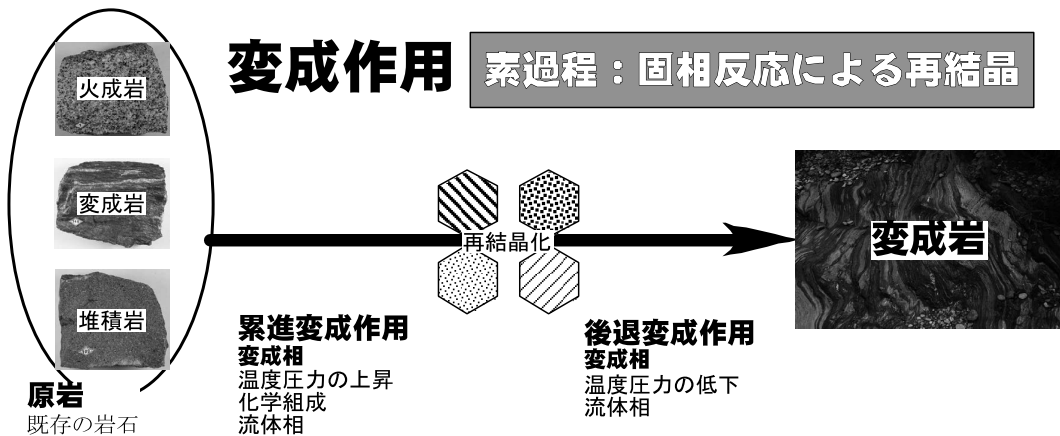 変成作用
素過程：固相反応による再結晶
火成岩
変成岩
堆積岩
原岩
既存の岩石
再結晶化
変成岩
累進変成作用
変成相
温度圧力の上昇
化学組成
流体相
後退変成作用
変成相
温度圧力の低下
流体相